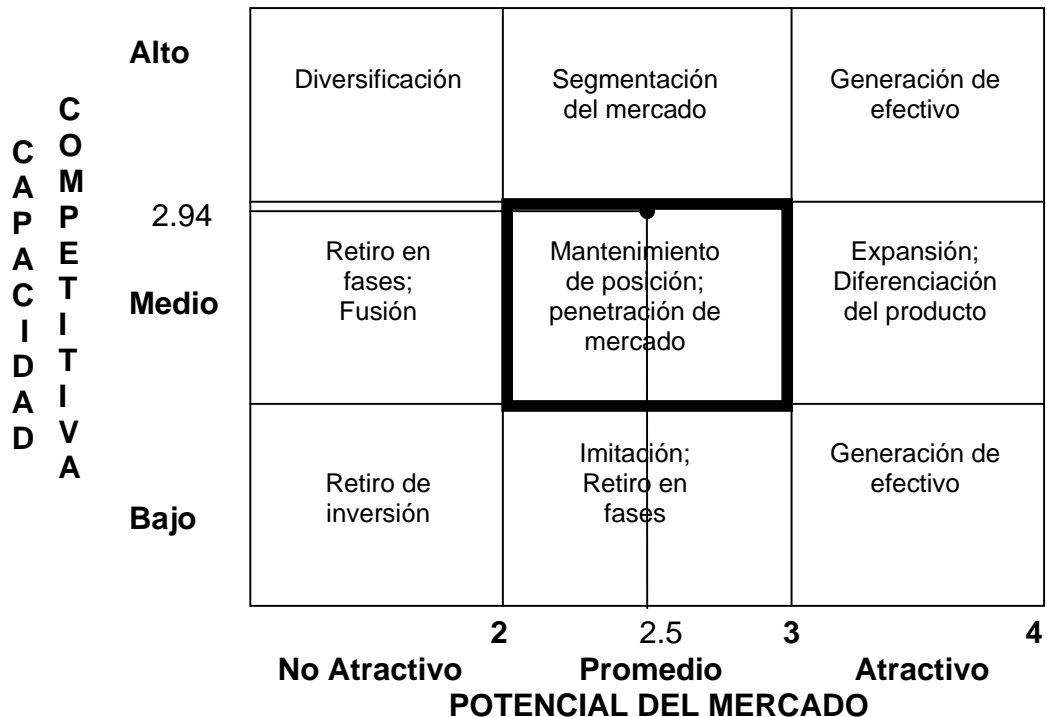 CAPACIDAD
COMPETITIVA
Alto
Diversificación
Segmentación
del mercado
Generación de
efectivo
2.94
Medio
Retiro en
fases;
Fusión
Mantenimiento
de posición;
penetración de
mercado
Expansión;
Diferenciación
del producto
Bajo
Retiro de
inversión
Imitación;
Retiro en
fases
Generación de
efectivo
2
2.5
3
4
No Atractivo
Promedio
Atractivo
POTENCIAL DEL MERCADO